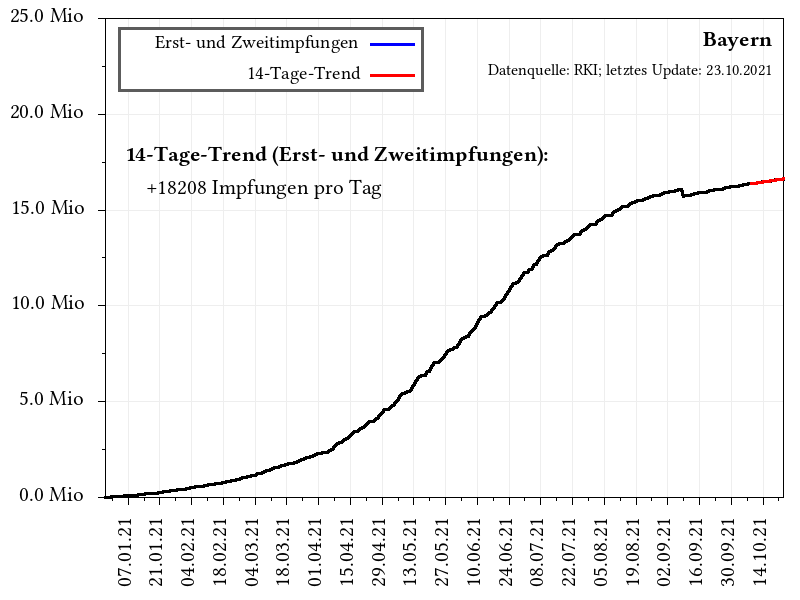 25.0 Mio
20.0 Mio
15.0 Mio
10.0 Mio
5.0 Mio
0.0 Mio
Erst- und Zweitimpfungen
14-Tage-Trend
Bayern
Datenquelle: RKI; letztes Update: 23.10.2021
14-Tage-Trend (Erst- und Zweitimpfungen):
+18208 Impfungen pro Tag
07.01.21
21.01.21
04.02.21
18.02.21
04.03.21
18.03.21
01.04.21
15.04.21
29.04.21
13.05.21
27.05.21
10.06.21
24.06.21
08.07.21
22.07.21
05.08.21
19.08.21
02.09.21
16.09.21
30.09.21
14.10.21